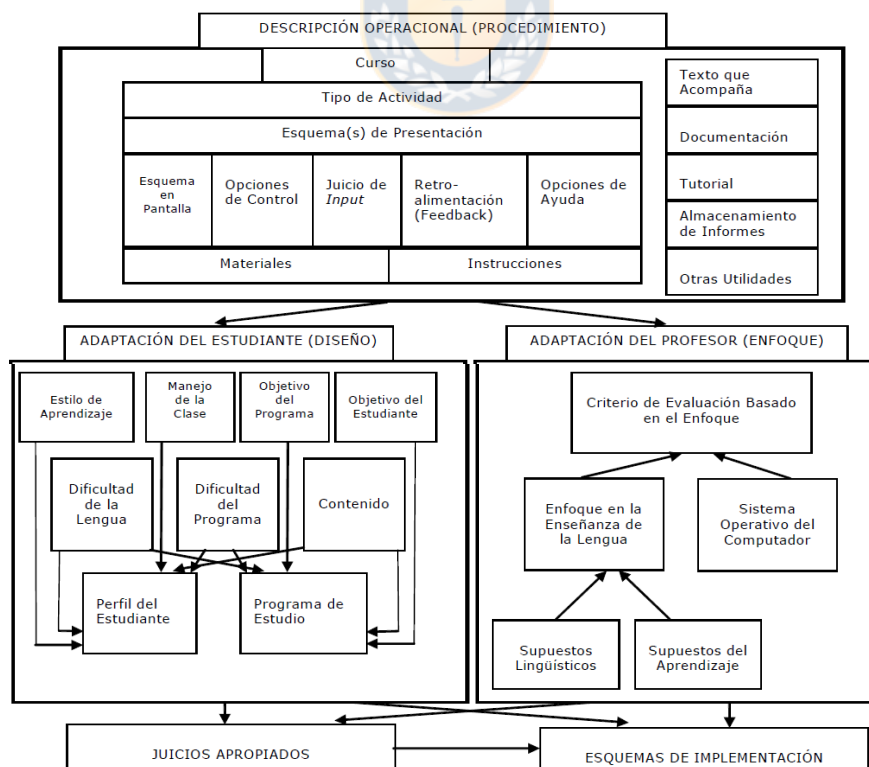 DESCRIPCIÓN OPERACIONAL (PROCEDIMIENTO)
Curso
Tipo de Actividad
Esquema(s) de Presentación
Esquema
en
Pantalla
Opciones
de Control
Juicio de
Input
Retro-
alimentación
(Feedback)
Opciones de
Ayuda
Materiales
Instrucciones
Texto que
Acompaña
Documentación
Tutorial
Almacenamiento
de Informes
Otras Utilidades
ADAPTACIÓN DEL ESTUDIANTE (DISEÑO)
Estilo de
Aprendizaje
Manejo
de la
Clase
Objetivo
del
Programa
Objetivo del
Estudiante
Dificultad
de la
Lengua
Dificultad
del
Programa
Contenido
Perfil del
Estudiante
Programa de
Estudio
ADAPTACIÓN DEL PROFESOR (ENFOQUE)
Criterio de Evaluación Basado
en el Enfoque
Enfoque en la
Enseñanza de
la Lengua
Sistema
Operativo del
Computador
Supuestos
Lingüísticos
Supuestos del
Aprendizaje
JUICIOS APROPIADOS
ESQUEMAS DE IMPLEMENTACIÓN